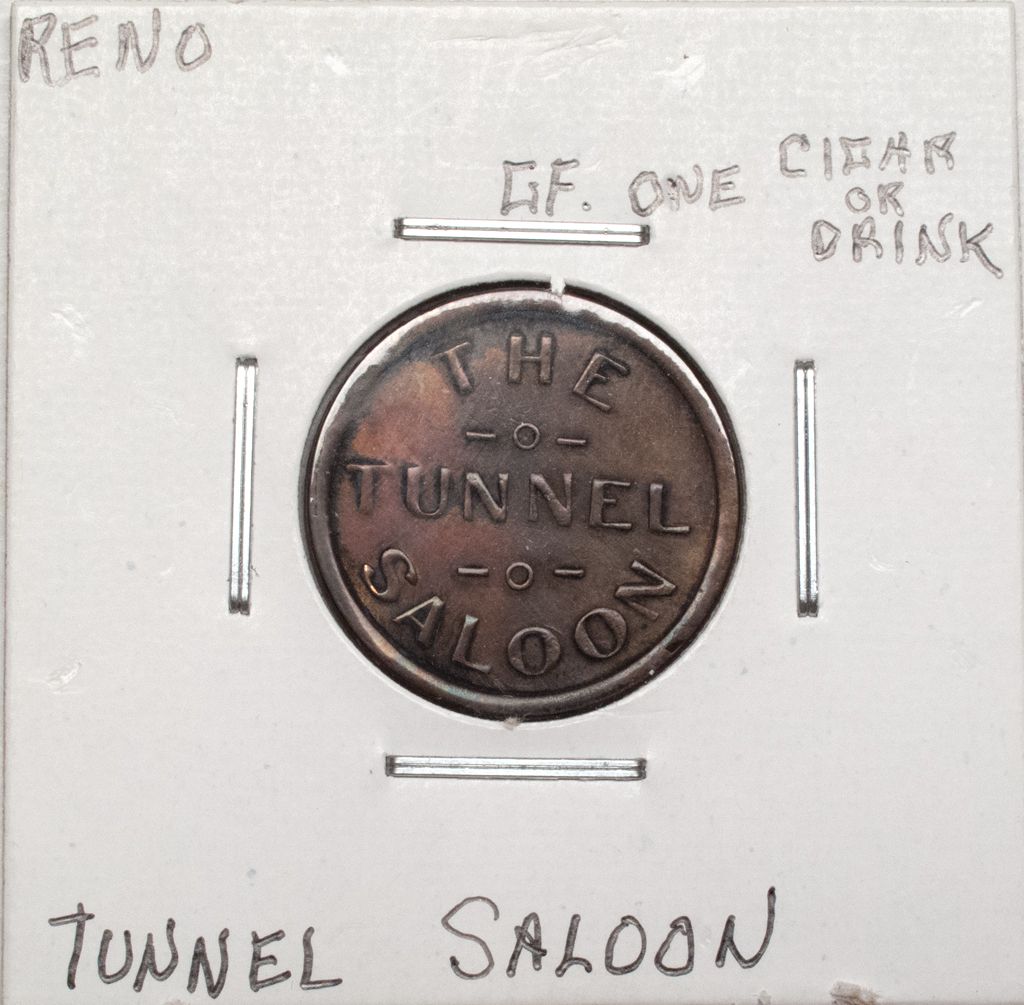 RENO
GF. ONE CIGAR
OR
DRINK
THE
-o-
TUNNEL
-o-
SALOON
TUNNEL SALOON